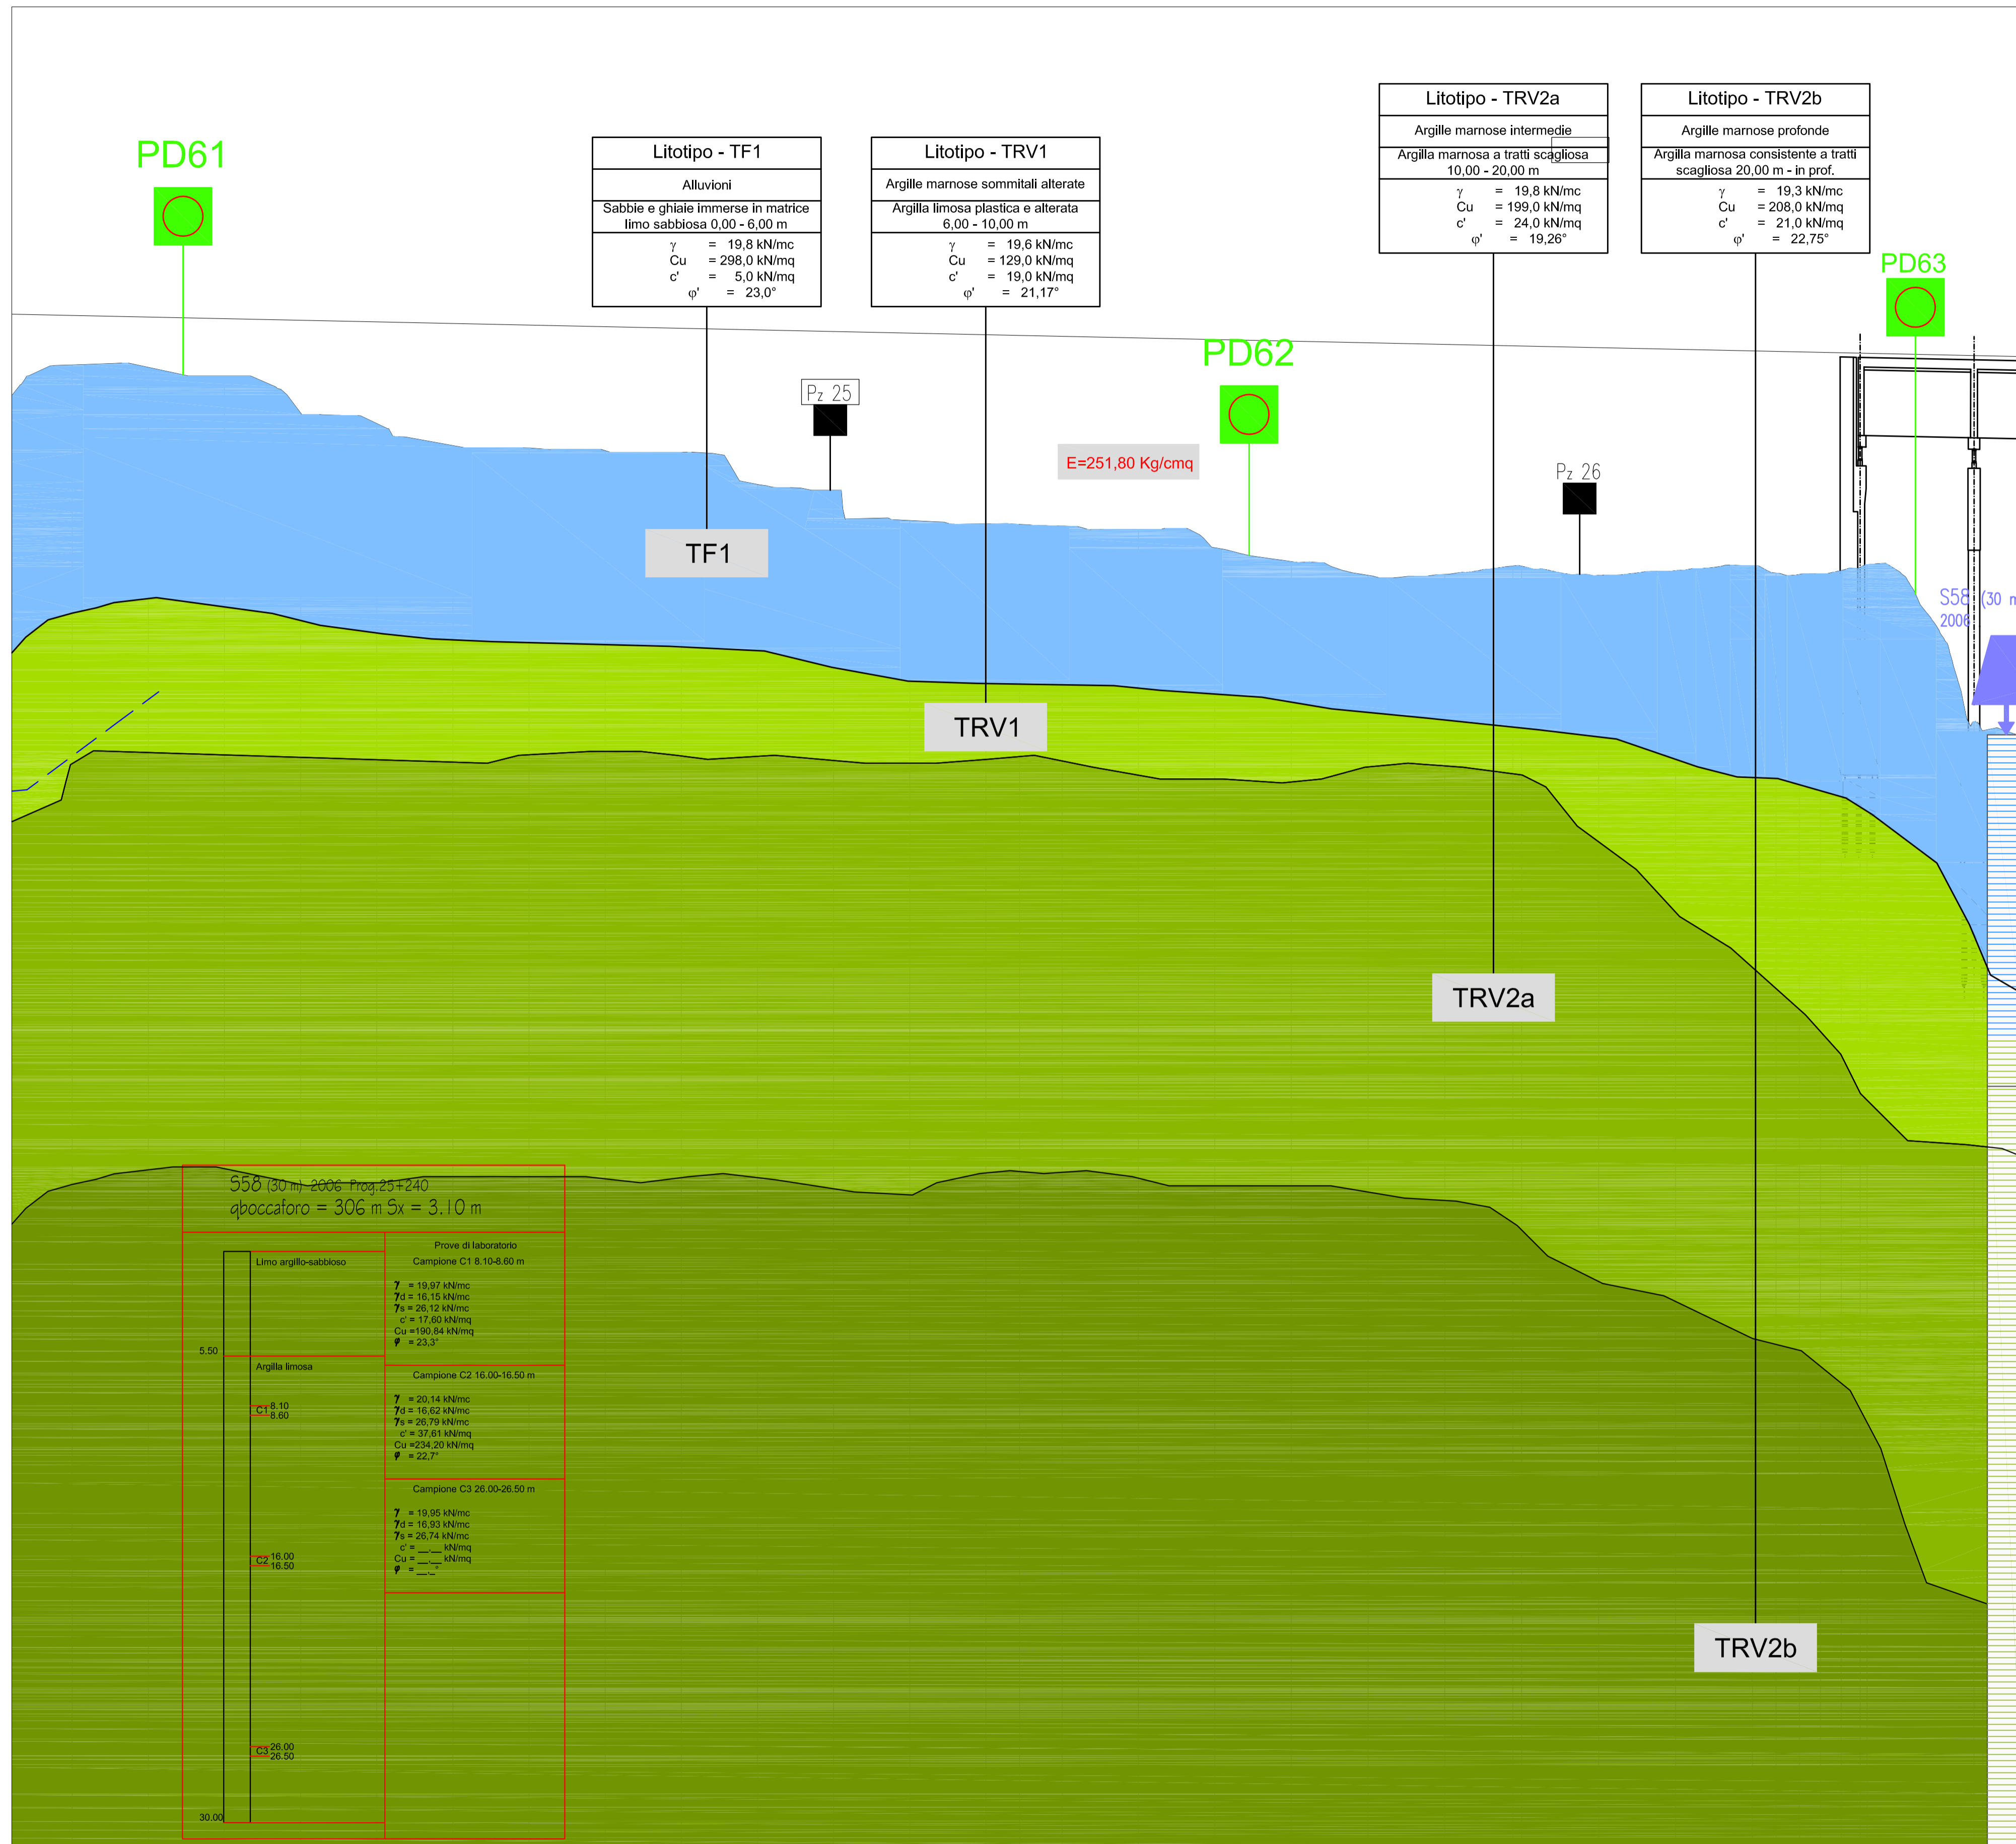 PD61
Litotipo - TF1
Alluvioni
Sabbie e ghiaie immerse in matrice
limo sabbiosa 0,00 - 6,00 m
γ = 19,8 kN/mc
Cu = 298,0 kN/mq
c' = 5,0 kN/mq
φ' = 23,0°
Litotipo - TRV1
Argille marnose sommitali alterate
Argilla limosa plastica e alterata
6,00 - 10,00 m
γ = 19,6 kN/mc
Cu = 129,0 kN/mq
c' = 19,0 kN/mq
φ' = 21,17°
Litotipo - TRV2a
Argille marnose intermedie
Argilla marnosa a tratti scagliosa
10,00 - 20,00 m
γ = 19,8 kN/mc
Cu = 199,0 kN/mq
c' = 24,0 kN/mq
φ' = 19,26°
Litotipo - TRV2b
Argille marnose profonde
Argilla marnosa consistente a tratti
scagliosa 20,00 m - in prof.
γ = 19,3 kN/mc
Cu = 208,0 kN/mq
c' = 21,0 kN/mq
φ' = 22,75°
PD63
PD62
Pz 25
E=251,80 Kg/cmq
Pz 26
TF1
S58 (30 m
2006
TRV1
TRV2a
TRV2b
S58 (30 m) 2006 Prog.25+240
qboccaforo = 306 m Sx = 3.10 m
Limo argillo-sabbioso
5.50
Argilla limosa
C1
8.10
8.60
C2
16.00
16.50
C3
26.00
26.50
30.00
Prove di laboratorio
Campione C1 8.10-8.60 m
γ = 19,97 kN/mc
γd = 16,15 kN/mc
γs = 26,12 kN/mc
c' = 17,60 kN/mq
Cu =190,84 kN/mq
φ = 23,3°
Campione C2 16.00-16.50 m
γ = 20,14 kN/mc
γd = 16,62 kN/mc
γs = 26,79 kN/mc
c' = 37,61 kN/mq
Cu =234,20 kN/mq
φ = 22,7°
Campione C3 26.00-26.50 m
γ = 19,95 kN/mc
γd = 16,93 kN/mc
γs = 26,74 kN/mc
c' = __,__ kN/mq
Cu = __,__ kN/mq
φ = __,_°